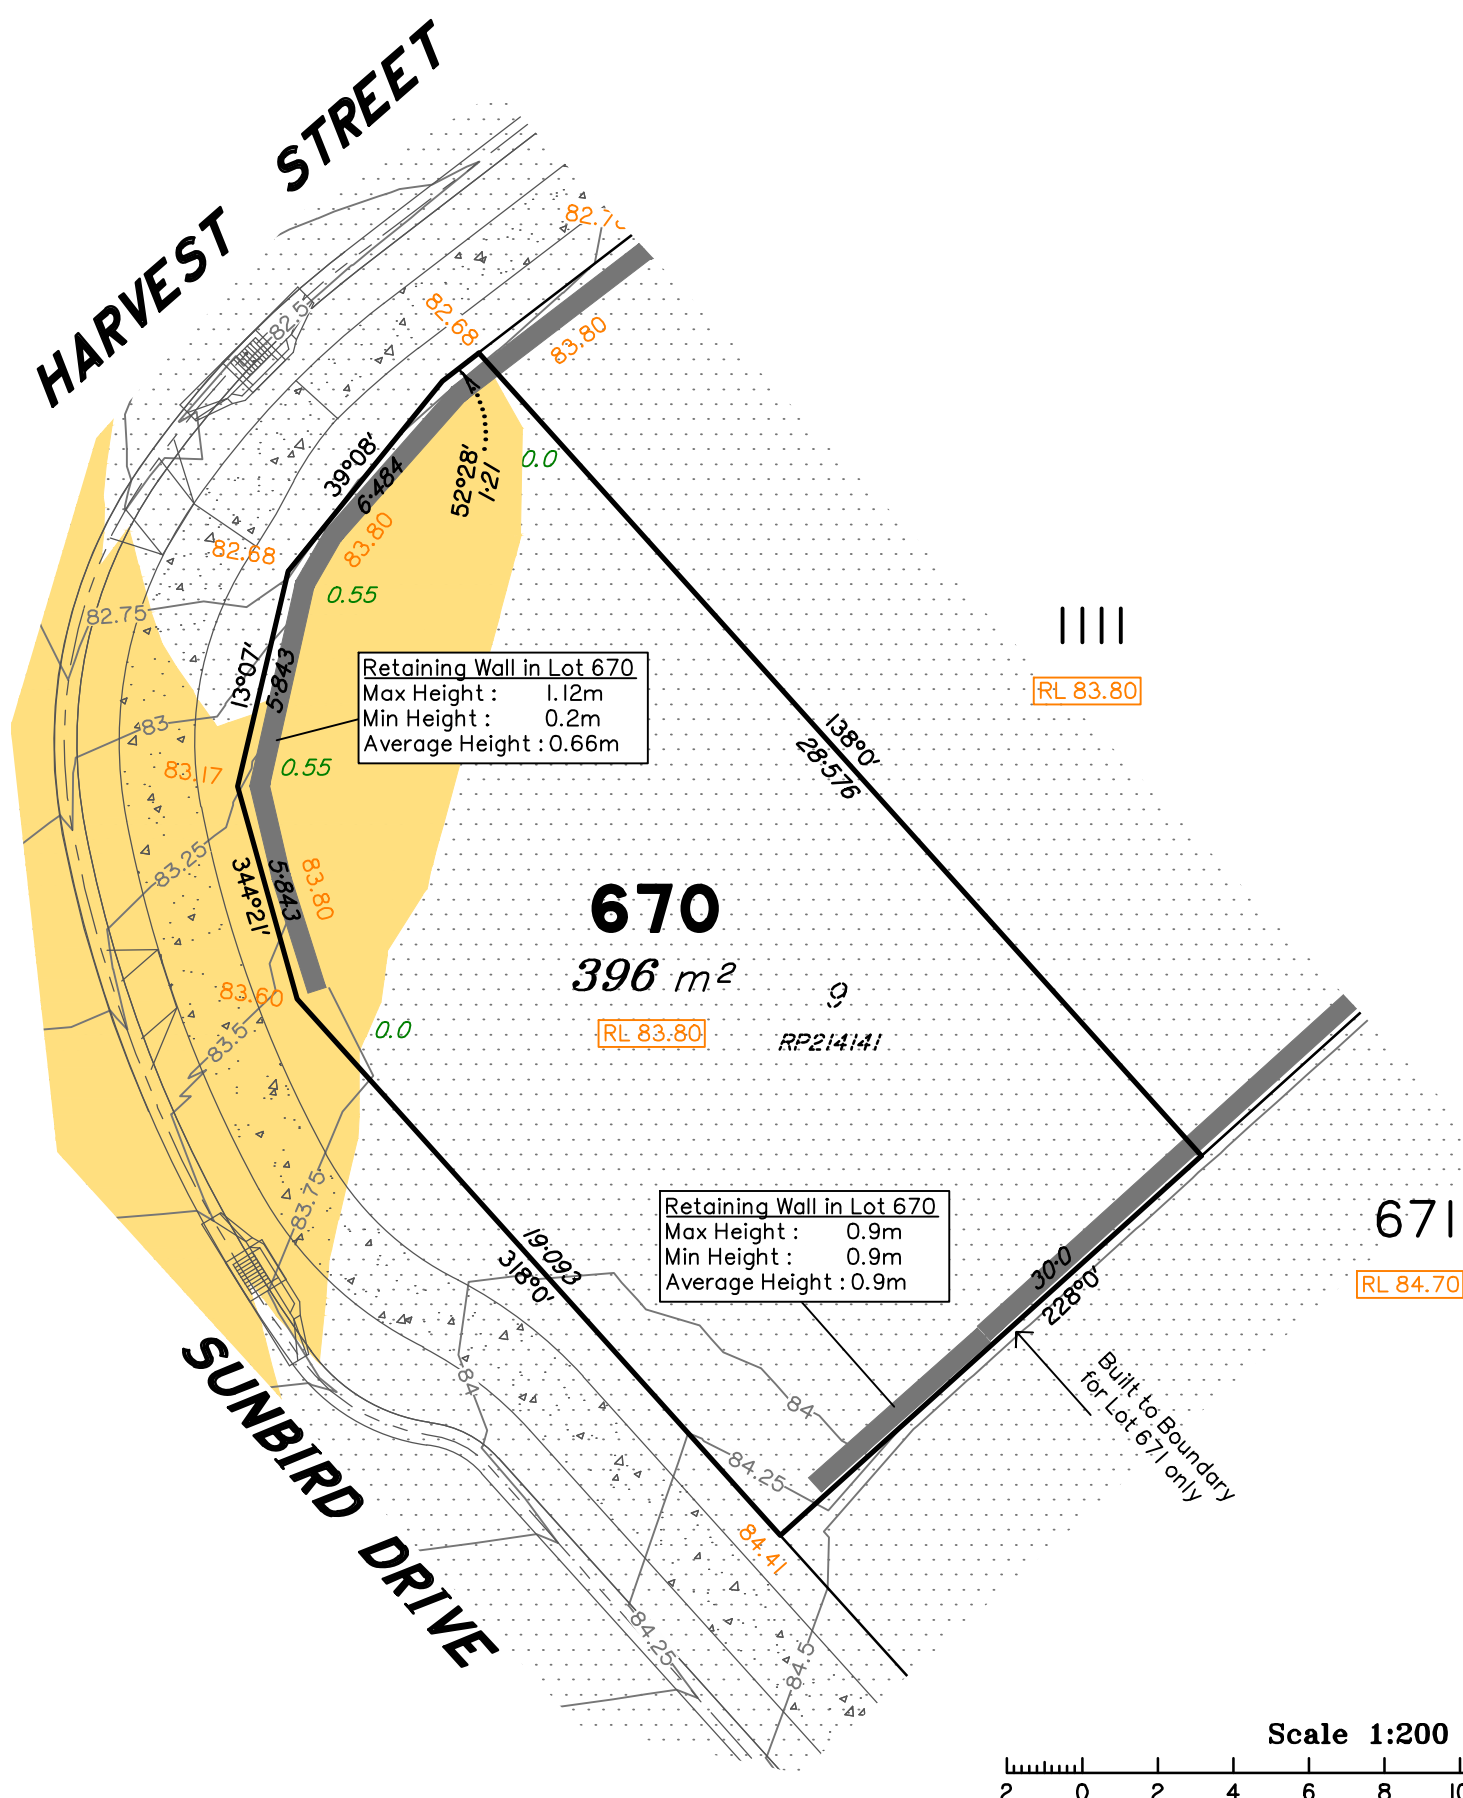 HARVEST STREET
82.5
82.68
83.80
39°08'
6·484
52°28'
1·21
0.0
82.68
83.80
0.55
82.75
13°07'
5·843
Retaining Wall in Lot 670
Max Height : 1.12m
Min Height : 0.2m
Average Height : 0.66m
1111
RL 83.80
83
83.17
0.55
138°0'
28·576
83.25
344°21'
5·843
83.80
670
396 m²
9
RL 83.80
RP214141
83.60
0.0
83.5
83.75
Retaining Wall in Lot 670
Max Height : 0.9m
Min Height : 0.9m
Average Height : 0.9m
671
RL 84.70
19·093
318°0'
30·0
228°0'
Built to Boundary
for Lot 671 only
SUNBIRD DRIVE
84
84
84.25
84.41
84.25
84.5
Scale 1:200
2 0 2 4 6 8 10